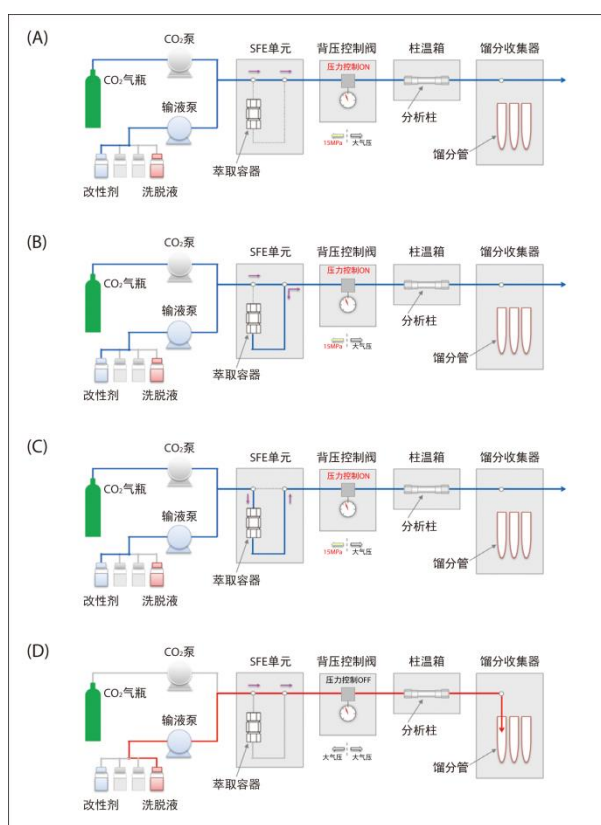 (A)
CO₂泵
SFE单元
背压控制阀
柱温箱
馏分收集器
压力控制ON
CO₂气瓶
输液泵
分析柱
15MPa
大气压
馏分管
萃取容器
改性剂
洗脱液
(B)
CO₂泵
SFE单元
背压控制阀
柱温箱
馏分收集器
压力控制ON
CO₂气瓶
输液泵
分析柱
15MPa
大气压
馏分管
萃取容器
改性剂
洗脱液
(C)
CO₂泵
SFE单元
背压控制阀
柱温箱
馏分收集器
压力控制ON
CO₂气瓶
输液泵
分析柱
15MPa
大气压
馏分管
萃取容器
改性剂
洗脱液
(D)
CO₂泵
SFE单元
背压控制阀
柱温箱
馏分收集器
压力控制OFF
CO₂气瓶
输液泵
分析柱
大气压
大气压
馏分管
萃取容器
改性剂
洗脱液